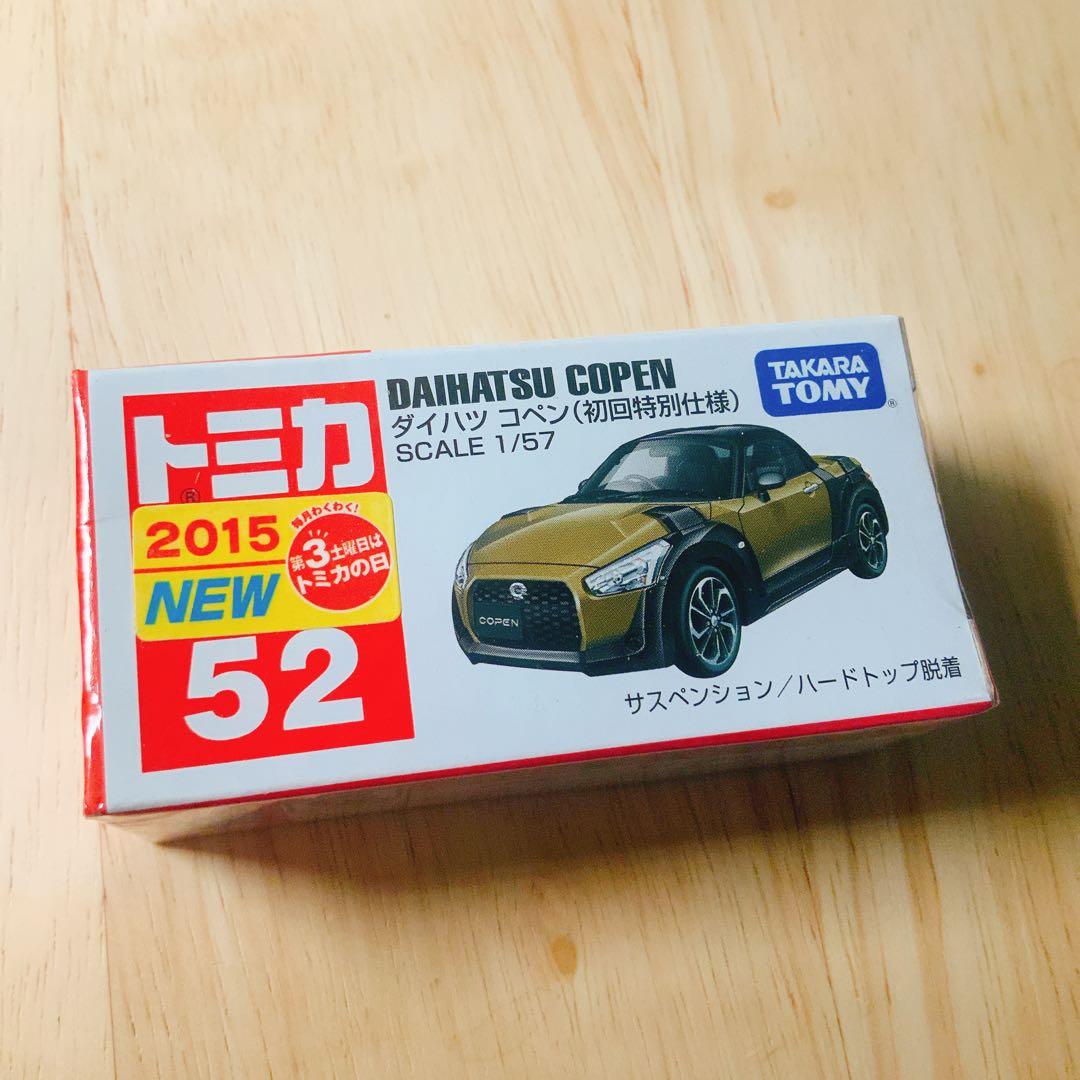 トミカ
®
2015
NEW
毎月わくわく!
第3土曜日は
トミカの日
52
DAIHATSU COPEN
ダイハツ コペン(初回特別仕様)
SCALE 1/57
TAKARA
TOMY
®
COPEN
サスペンション/ハードトップ脱着